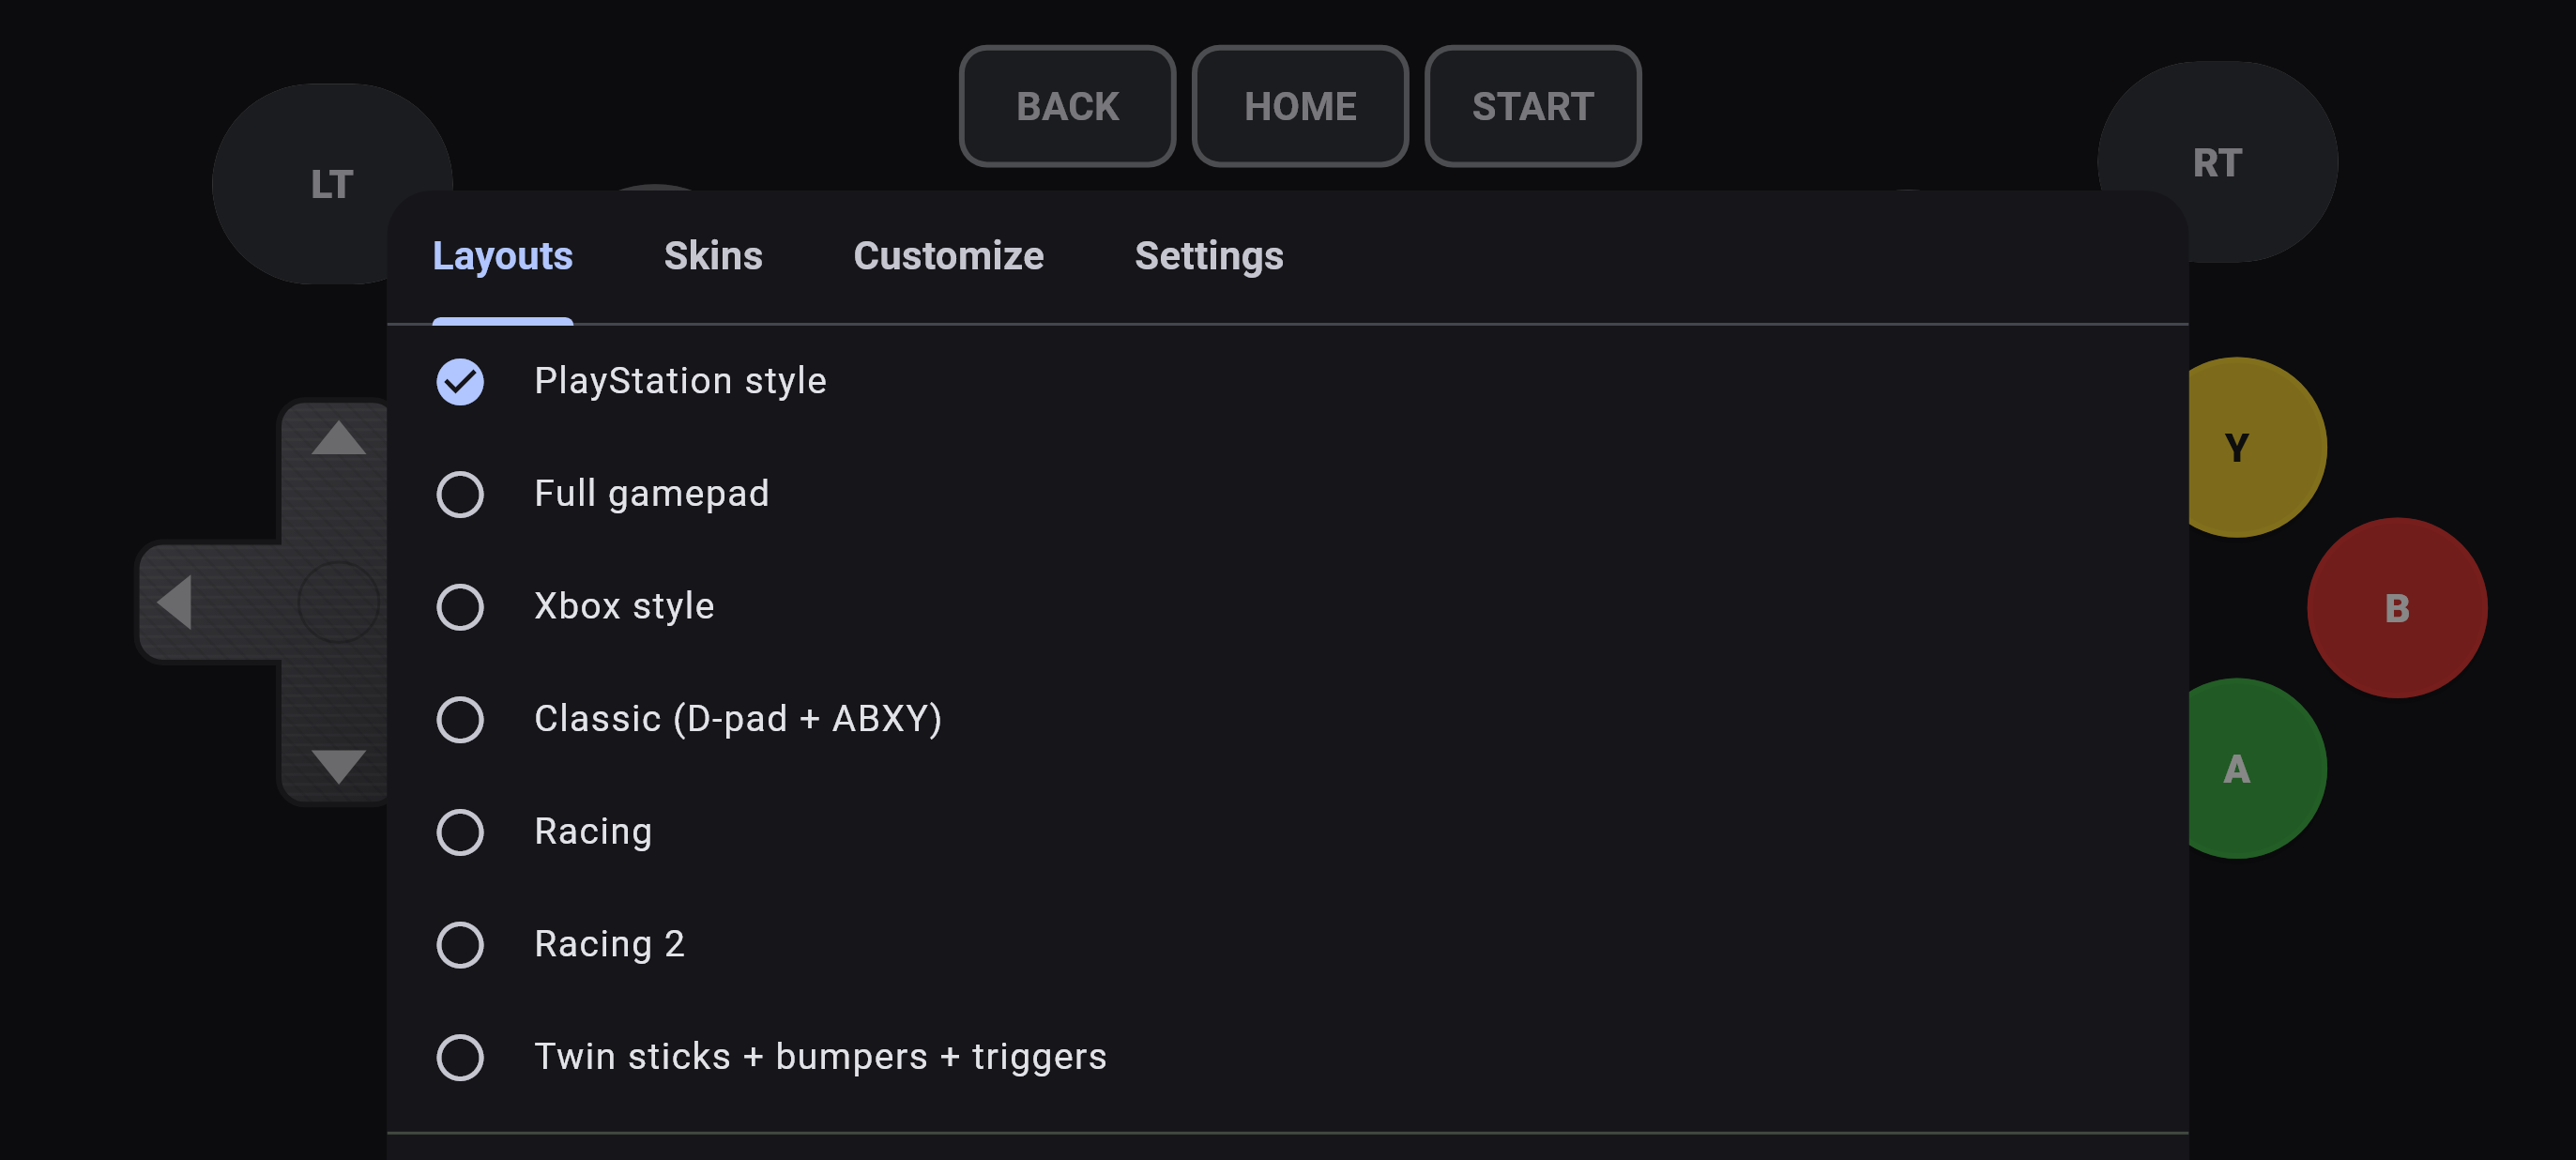 BACK
HOME
START
LT
RT
Layouts
Skins
Customize
Settings
PlayStation style
Full gamepad
Xbox style
Classic (D-pad + ABXY)
Racing
Racing 2
Twin sticks + bumpers + triggers
Y
B
A